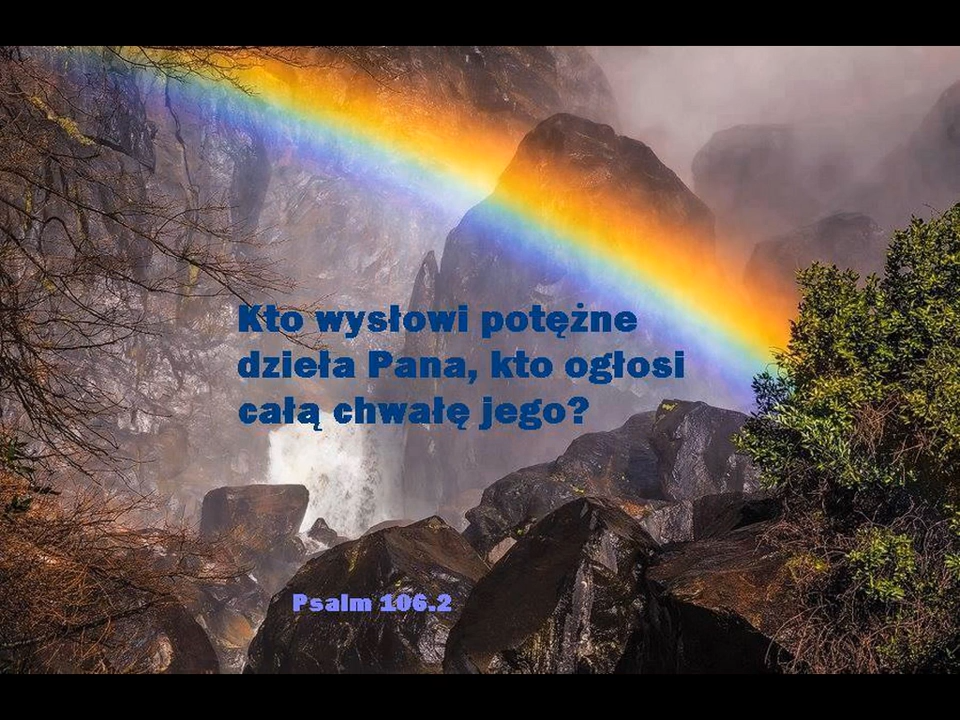 Kto wysłowi potężne
dzieła Pana, kto ogłosi
całą chwałę jego?
Psalm 106.2